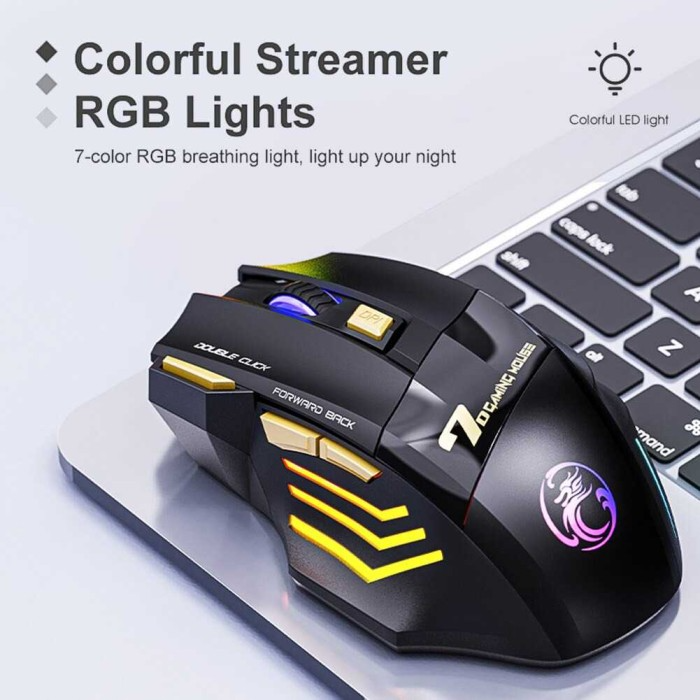 Colorful Streamer
RGB Lights
7-color RGB breathing light, light up your night
Colorful LED light
tab
caps lock
shift
A
Z
alt
mand
DPI
DOUBLE CLICK
FORWARD BACK
7D GAMING MOUSE